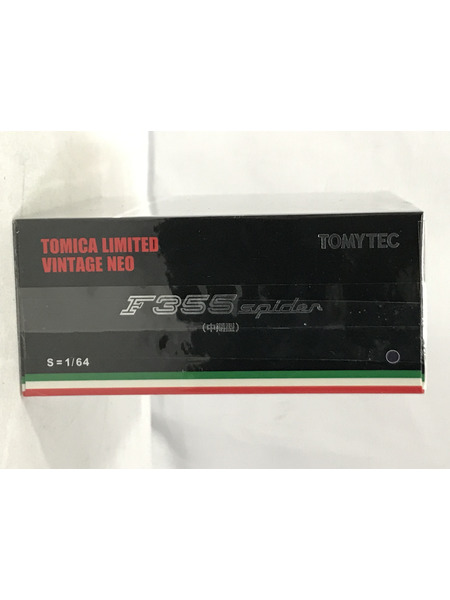 TOMICA LIMITED
VINTAGE NEO
TOMYTEC
F355 spider
(中期型)
S=1/64